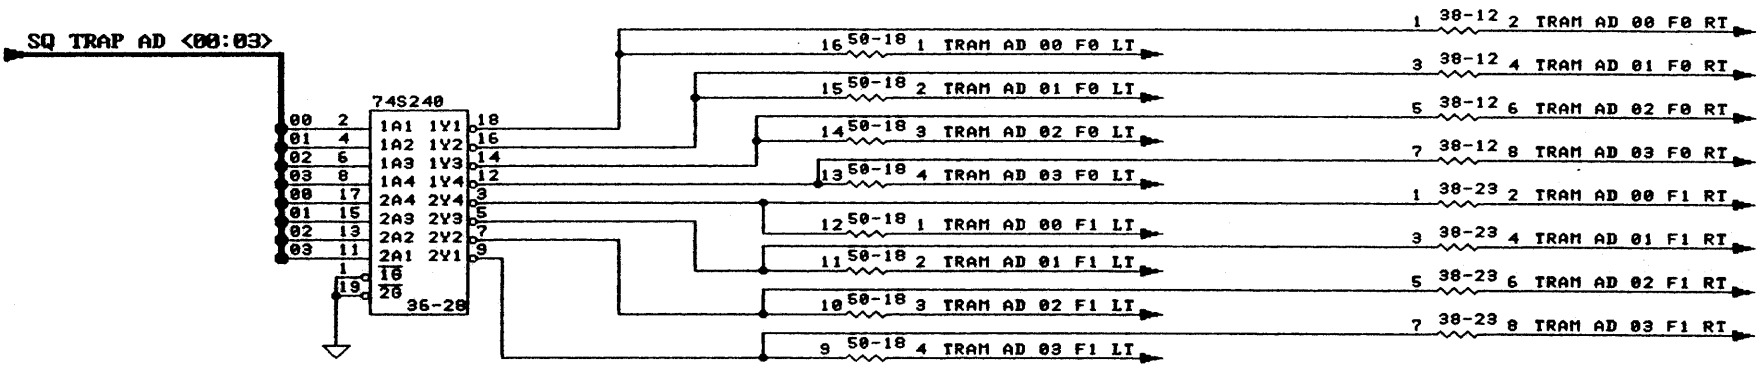 SQ TRAP AD <00:03>
1 38-12 2 TRAM AD 00 F0 RT
16 50-18 1 TRAM AD 00 F0 LT
3 38-12 4 TRAM AD 01 F0 RT
15 50-18 2 TRAM AD 01 F0 LT
5 38-12 6 TRAM AD 02 F0 RT
14 50-18 3 TRAM AD 02 F0 LT
7 38-12 8 TRAM AD 03 F0 RT
13 50-18 4 TRAM AD 03 F0 LT
1 38-23 2 TRAM AD 00 F1 RT
12 50-18 1 TRAM AD 00 F1 LT
3 38-23 4 TRAM AD 01 F1 RT
11 50-18 2 TRAM AD 01 F1 LT
5 38-23 6 TRAM AD 02 F1 RT
10 50-18 3 TRAM AD 02 F1 LT
7 38-23 8 TRAM AD 03 F1 RT
9 50-18 4 TRAM AD 03 F1 LT
74S240
00 2 1A1 1Y1 18
01 4 1A2 1Y2 16
02 6 1A3 1Y3 14
03 8 1A4 1Y4 12
00 17 2A4 2Y4 3
01 15 2A3 2Y3 5
02 13 2A2 2Y2 7
03 11 2A1 2Y1 9
1 1G
19 2G
36-28